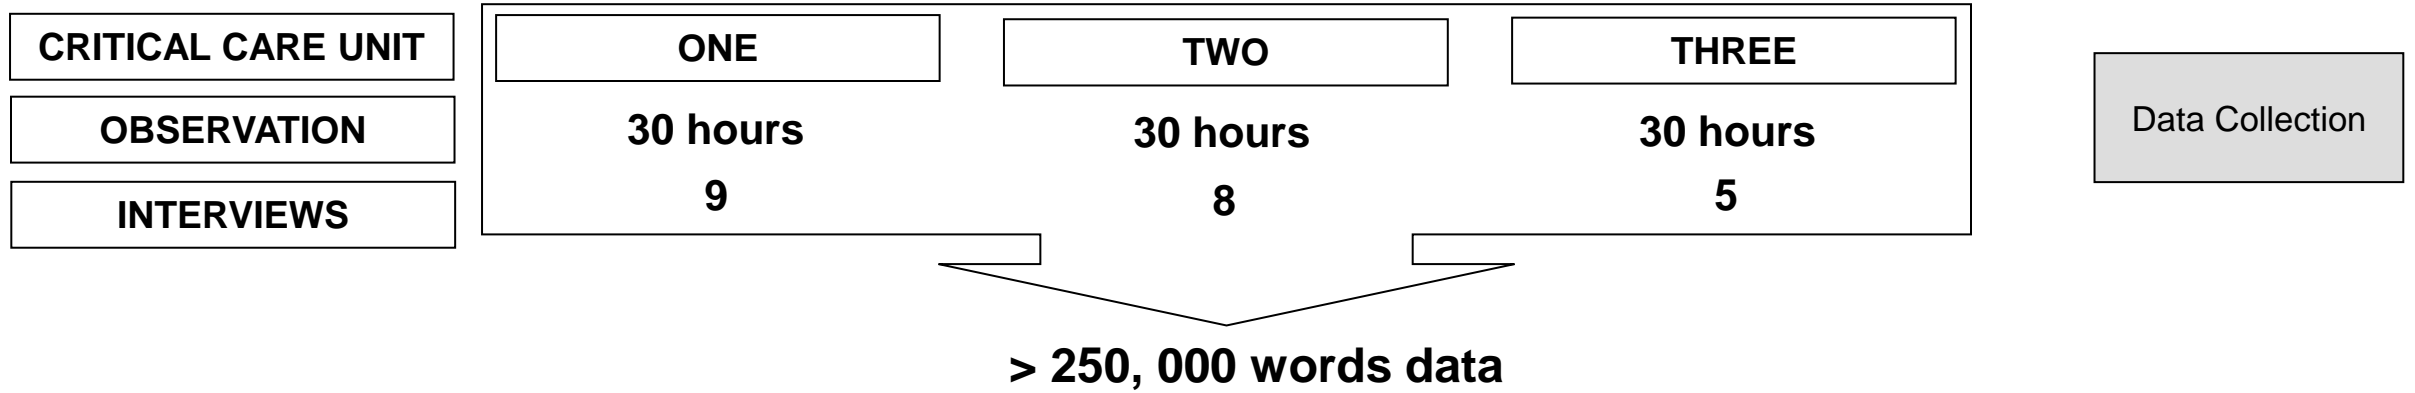 CRITICAL CARE UNIT
ONE
TWO
THREE
OBSERVATION
30 hours
30 hours
30 hours
Data Collection
INTERVIEWS
9
8
5
> 250, 000 words data